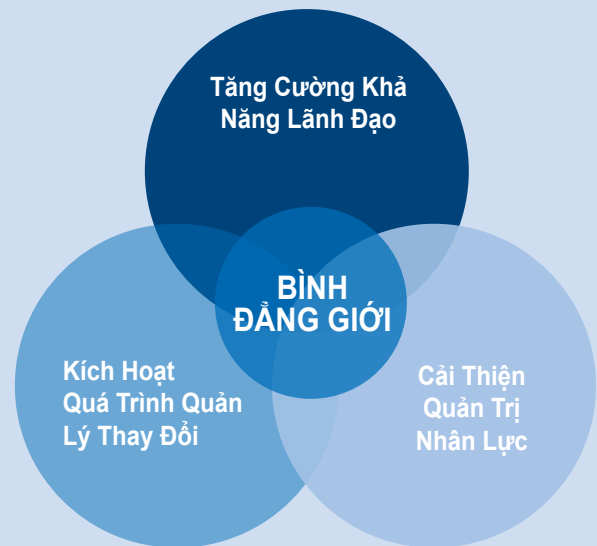 Tăng Cường Khả
Năng Lãnh Đạo
BÌNH
ĐẲNG GIỚI
Kích Hoạt
Quá Trình Quản
Lý Thay Đổi
Cải Thiện
Quản Trị
Nhân Lực